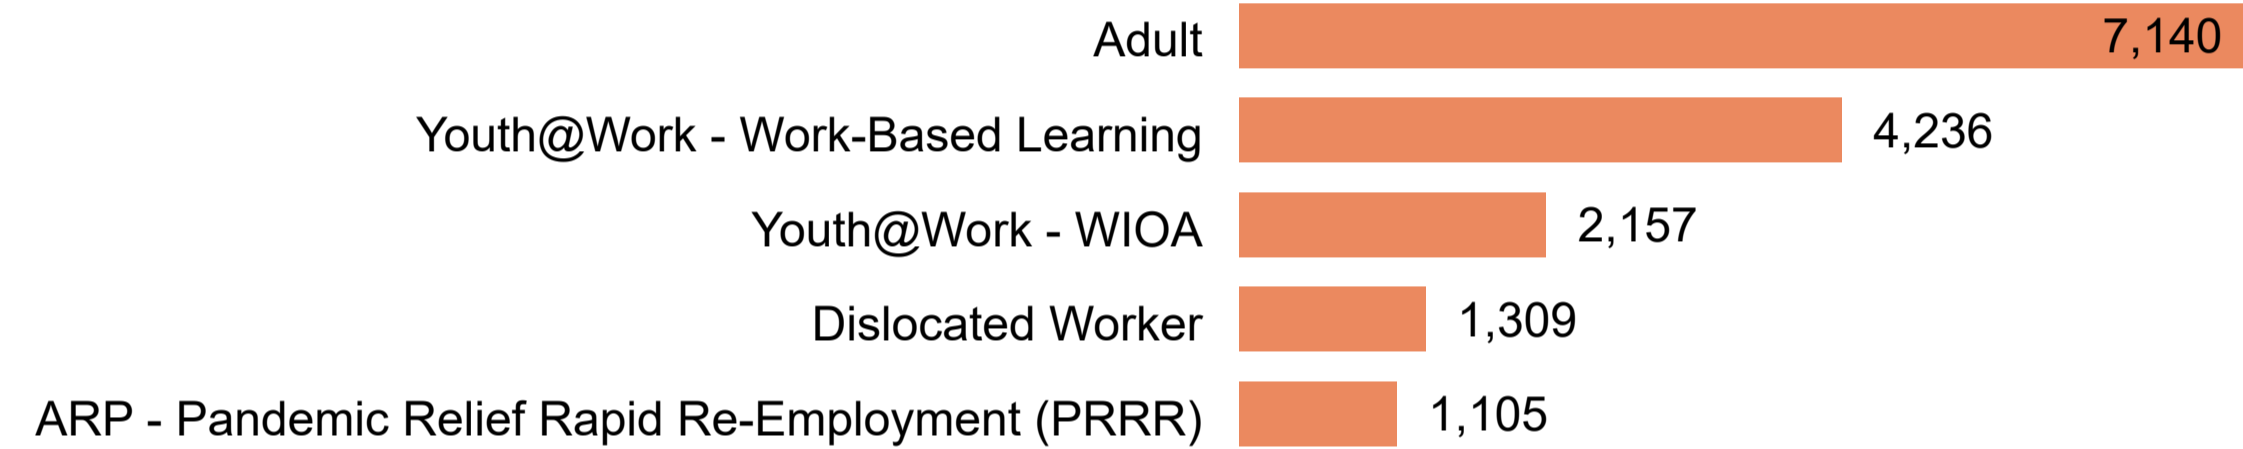 Adult 7,140
Youth@Work - Work-Based Learning 4,236
Youth@Work - WIOA 2,157
Dislocated Worker 1,309
ARP - Pandemic Relief Rapid Re-Employment (PRRR) 1,105